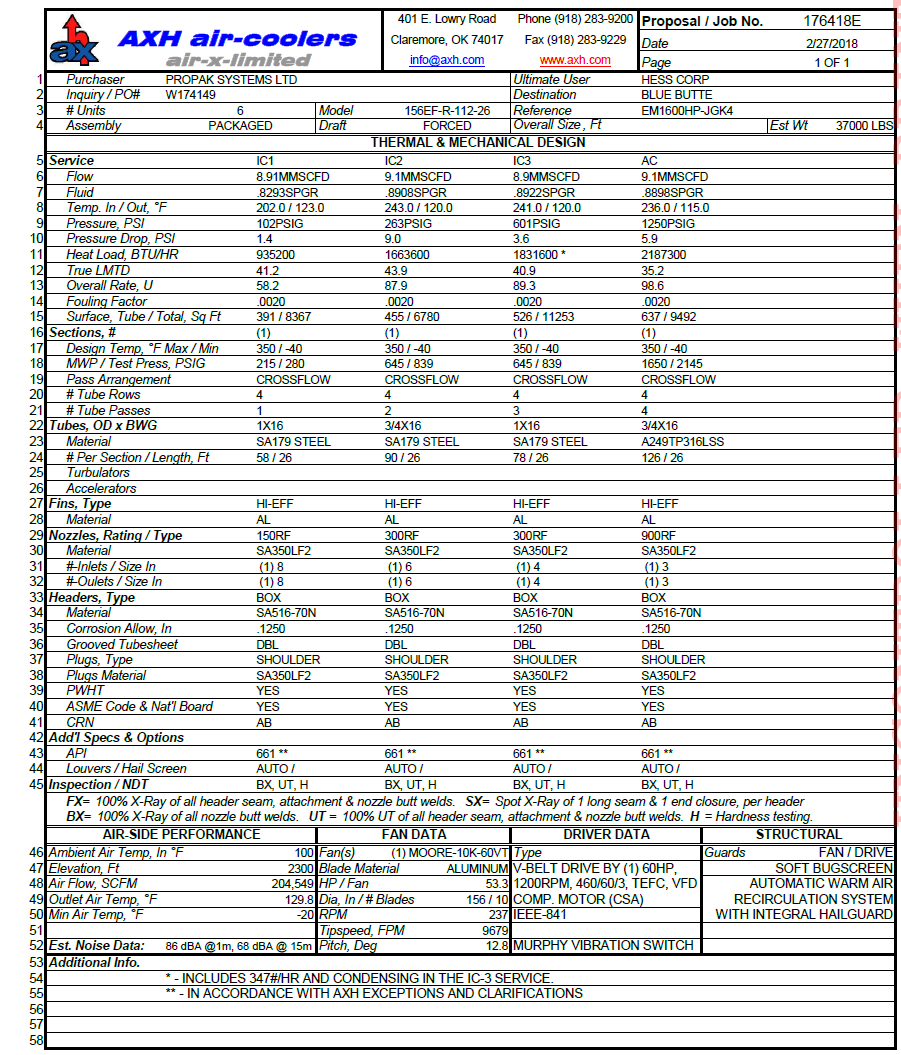 AXH air-coolers
air-x-limited
401 E. Lowry Road Phone (918) 283-9200
Claremore, OK 74017 Fax (918) 283-9229
info@axh.com www.axh.com
Proposal / Job No. 176418E
Date 2/27/2018
Page 1 OF 1
1 Purchaser PROPAK SYSTEMS LTD Ultimate User HESS CORP
2 Inquiry / PO# W174149 Destination BLUE BUTTE
3 # Units 6 Model 156EF-R-112-26 Reference EM1600HP-JGK4
4 Assembly PACKAGED Draft FORCED Overall Size , Ft Est Wt 37000 LBS
THERMAL & MECHANICAL DESIGN
5 Service IC1 IC2 IC3 AC
6 Flow 8.91MMSCFD 9.1MMSCFD 8.9MMSCFD 9.1MMSCFD
7 Fluid .8293SPGR .8908SPGR .8922SPGR .8898SPGR
8 Temp. In / Out, °F 202.0 / 123.0 243.0 / 120.0 241.0 / 120.0 236.0 / 115.0
9 Pressure, PSI 102PSIG 263PSIG 601PSIG 1250PSIG
10 Pressure Drop, PSI 1.4 9.0 3.6 5.9
11 Heat Load, BTU/HR 935200 1663600 1831600 * 2187300
12 True LMTD 41.2 43.9 40.9 35.2
13 Overall Rate, U 58.2 87.9 89.3 98.6
14 Fouling Factor .0020 .0020 .0020 .0020
15 Surface, Tube / Total, Sq Ft 391 / 8367 455 / 6780 526 / 11253 637 / 9492
16 Sections, # (1) (1) (1) (1)
17 Design Temp, °F Max / Min 350 / -40 350 / -40 350 / -40 350 / -40
18 MWP / Test Press, PSIG 215 / 280 645 / 839 645 / 839 1650 / 2145
19 Pass Arrangement CROSSFLOW CROSSFLOW CROSSFLOW CROSSFLOW
20 # Tube Rows 4 4 4 4
21 # Tube Passes 1 2 3 4
22 Tubes, OD x BWG 1X16 3/4X16 1X16 3/4X16
23 Material SA179 STEEL SA179 STEEL SA179 STEEL A249TP316LSS
24 # Per Section / Length, Ft 58 / 26 90 / 26 78 / 26 126 / 26
25 Turbulators
26 Accelerators
27 Fins, Type HI-EFF HI-EFF HI-EFF HI-EFF
28 Material AL AL AL AL
29 Nozzles, Rating / Type 150RF 300RF 300RF 900RF
30 Material SA350LF2 SA350LF2 SA350LF2 SA350LF2
31 #-Inlets / Size In (1) 8 (1) 6 (1) 4 (1) 3
32 #-Oulets / Size In (1) 8 (1) 6 (1) 4 (1) 3
33 Headers, Type BOX BOX BOX BOX
34 Material SA516-70N SA516-70N SA516-70N SA516-70N
35 Corrosion Allow, In .1250 .1250 .1250 .1250
36 Grooved Tubesheet DBL DBL DBL DBL
37 Plugs, Type SHOULDER SHOULDER SHOULDER SHOULDER
38 Plugs Material SA350LF2 SA350LF2 SA350LF2 SA350LF2
39 PWHT YES YES YES YES
40 ASME Code & Nat'l Board YES YES YES YES
41 CRN AB AB AB AB
42 Add'l Specs & Options
43 API 661 ** 661 ** 661 ** 661 **
44 Louvers / Hail Screen AUTO / AUTO / AUTO / AUTO /
45 Inspection / NDT BX, UT, H BX, UT, H BX, UT, H BX, UT, H
FX= 100% X-Ray of all header seam, attachment & nozzle butt welds. SX= Spot X-Ray of 1 long seam & 1 end closure, per header
BX= 100% X-Ray of all nozzle butt welds. UT = 100% UT of all header seam, attachment & nozzle butt welds. H = Hardness testing.
AIR-SIDE PERFORMANCE FAN DATA DRIVER DATA STRUCTURAL
46 Ambient Air Temp, In °F 100 Fan(s) (1) MOORE-10K-60VT Type Guards FAN / DRIVE
47 Elevation, Ft 2300 Blade Material ALUMINUM V-BELT DRIVE BY (1) 60HP, SOFT BUGSCREEN
48 Air Flow, SCFM 204,549 HP / Fan 53.3 1200RPM, 460/60/3, TEFC, VFD AUTOMATIC WARM AIR
49 Outlet Air Temp, °F 129.8 Dia, In / # Blades 156 / 10 COMP. MOTOR (CSA) RECIRCULATION SYSTEM
50 Min Air Temp, °F -20 RPM 237 IEEE-841 WITH INTEGRAL HAILGUARD
51 Tipspeed, FPM 9679
52 Est. Noise Data: 86 dBA @1m, 68 dBA @ 15m Pitch, Deg 12.8 MURPHY VIBRATION SWITCH
53 Additional Info.
54 * - INCLUDES 347#/HR AND CONDENSING IN THE IC-3 SERVICE.
55 ** - IN ACCORDANCE WITH AXH EXCEPTIONS AND CLARIFICATIONS
56
57
58